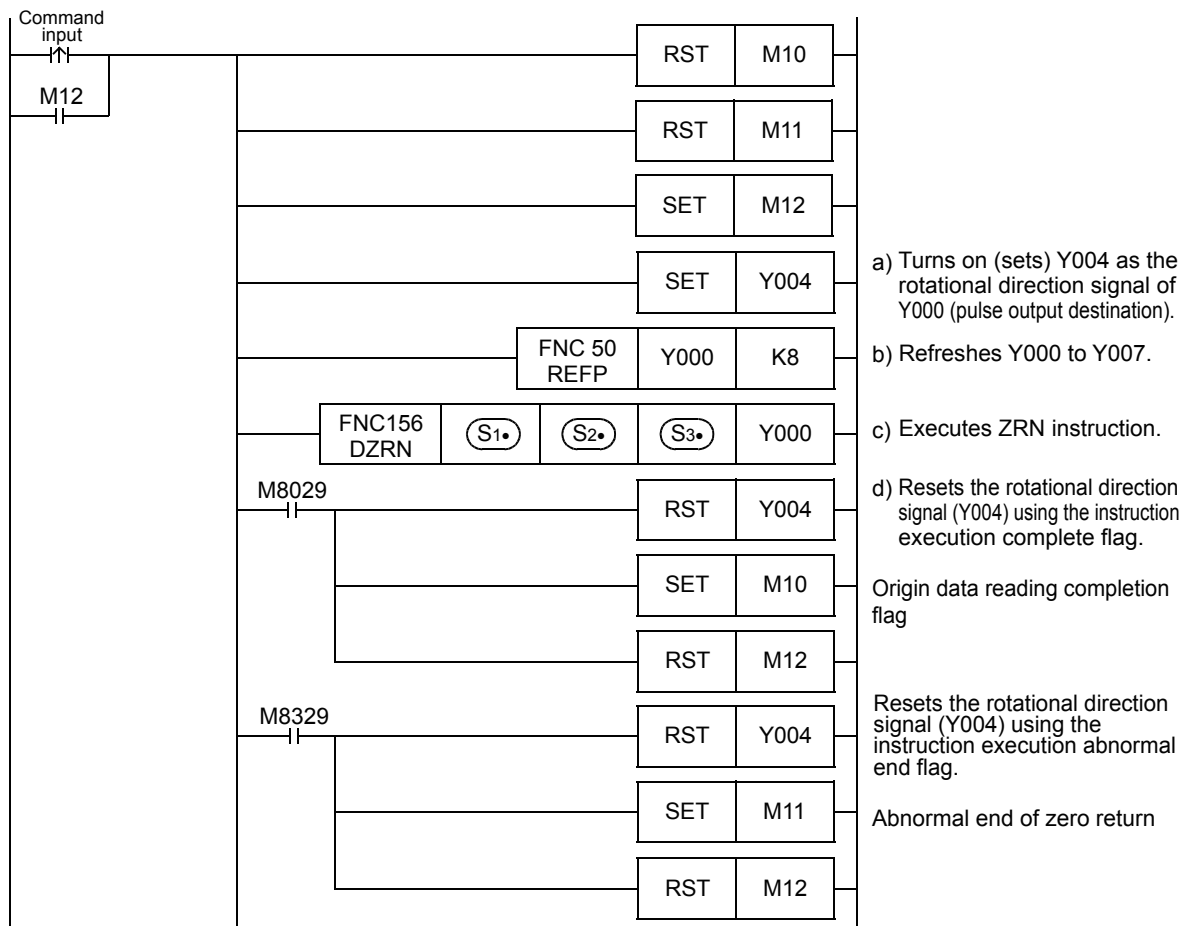 Command
input
RST M10
M12
RST M11
SET M12
SET Y004
a) Turns on (sets) Y004 as the
rotational direction signal of
Y000 (pulse output destination).
FNC 50
REFP Y000 K8
b) Refreshes Y000 to Y007.
FNC156
DZRN S1• S2• S3• Y000
c) Executes ZRN instruction.
M8029
RST Y004
d) Resets the rotational direction
signal (Y004) using the instruction
execution complete flag.
SET M10
Origin data reading completion
flag
RST M12
M8329
RST Y004
Resets the rotational direction
signal (Y004) using the
instruction execution abnormal
end flag.
SET M11
Abnormal end of zero return
RST M12